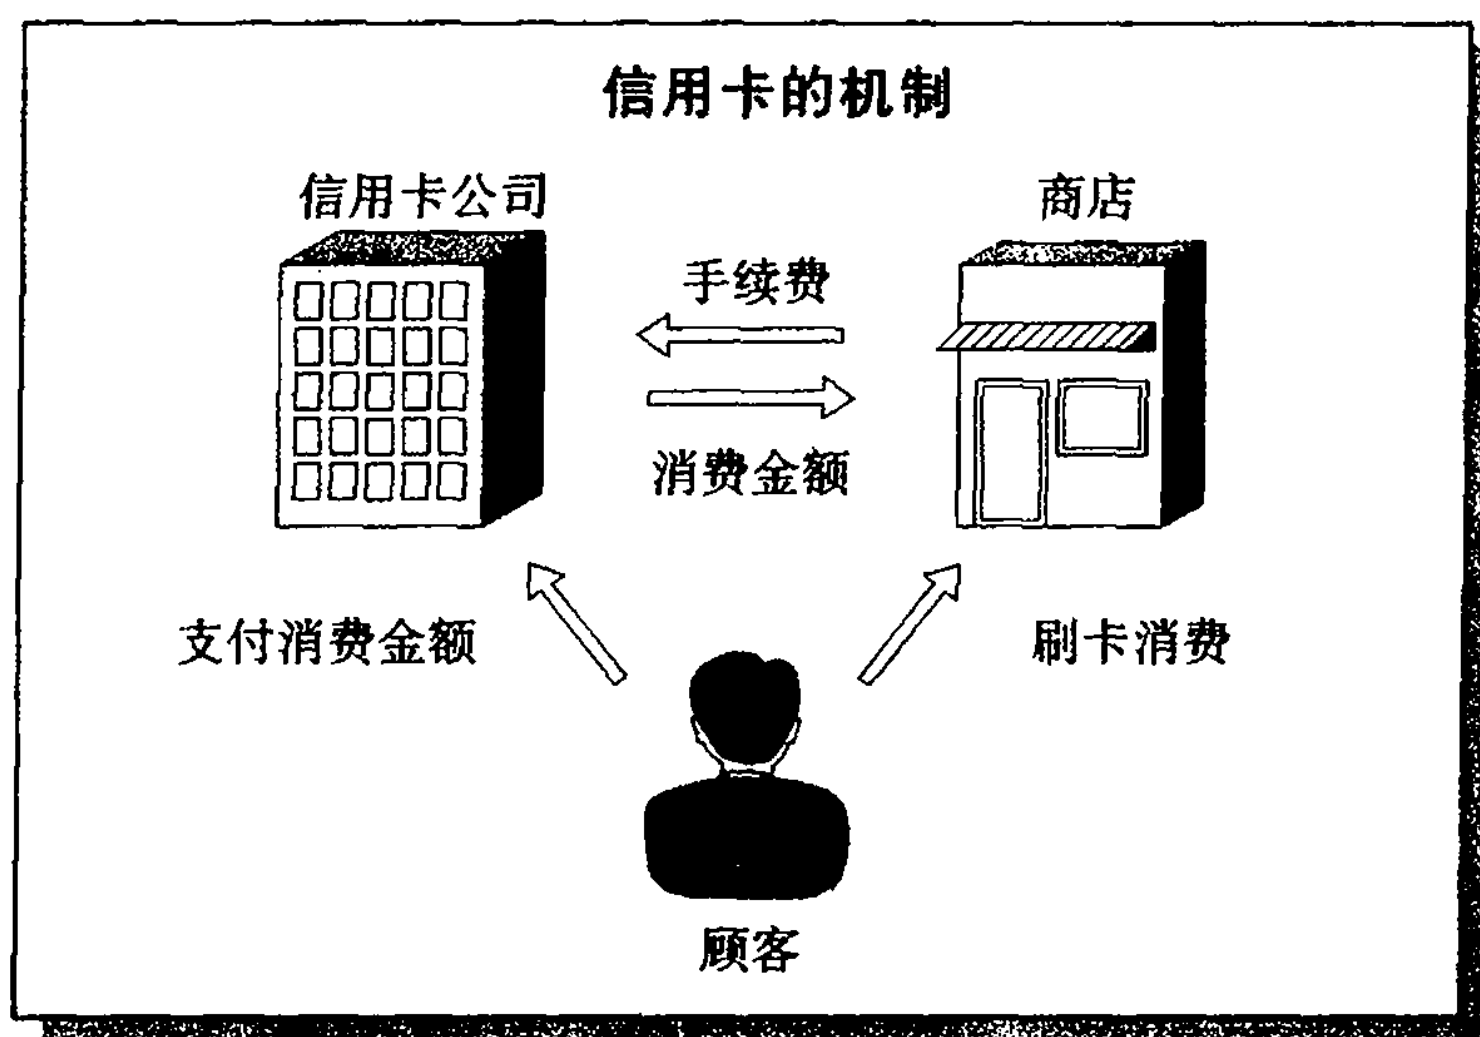 信用卡的机制
信用卡公司
商店
手续费
消费金额
支付消费金额
刷卡消费
顾客